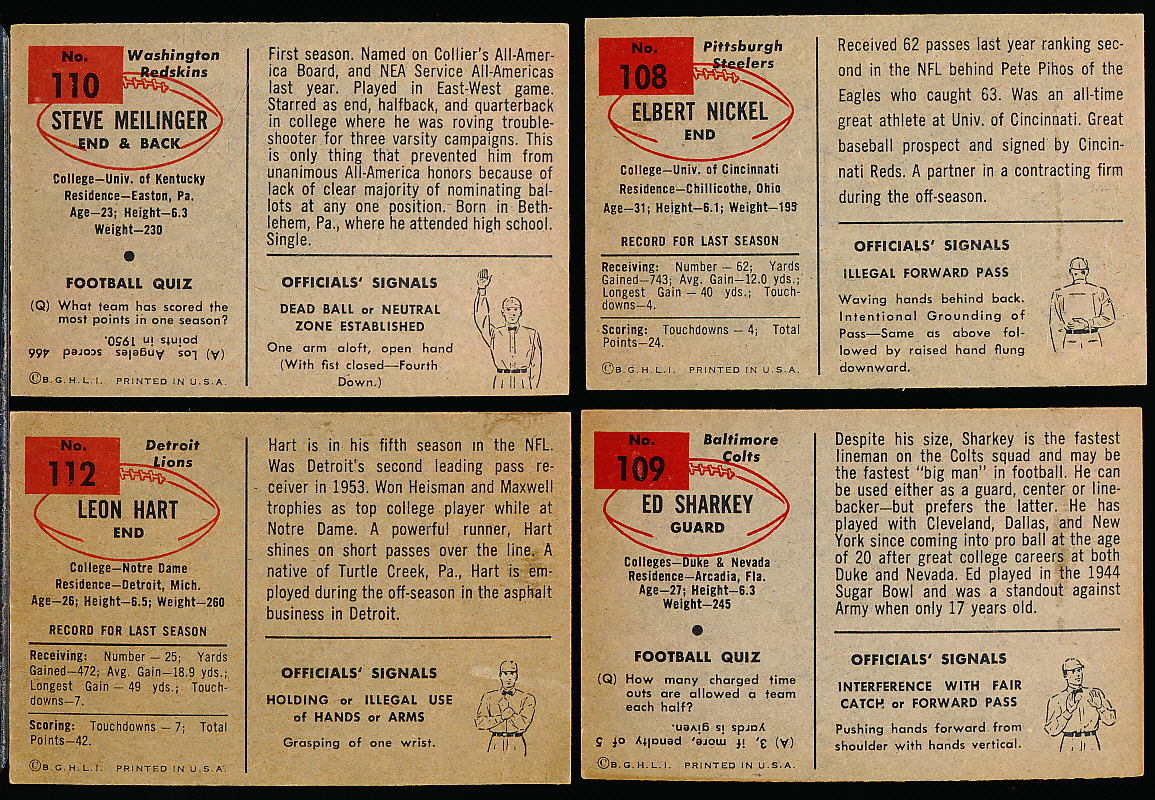 No.
110
Washington
Redskins
STEVE MEILINGER
END & BACK
College—Univ. of Kentucky
Residence—Easton, Pa.
Age—23; Height—6.3
Weight—230
FOOTBALL QUIZ
(Q) What team has scored the
most points in one season?
(A) Los Angeles scored 466
points in 1950.
©B.G.H.L.I. PRINTED IN U.S.A.
First season. Named on Collier's All-Amer-
ica Board, and NEA Service All-Americas
last year. Played in East-West game.
Starred as end, halfback, and quarterback
in college where he was roving trouble-
shooter for three varsity campaigns. This
is only thing that prevented him from
unanimous All-America honors because of
lack of clear majority of nominating bal-
lots at any one position. Born in Beth-
lehem, Pa., where he attended high school.
Single.
OFFICIALS' SIGNALS
DEAD BALL or NEUTRAL
ZONE ESTABLISHED
One arm aloft, open hand
(With fist closed—Fourth
Down.)
No.
108
Pittsburgh
Steelers
ELBERT NICKEL
END
College—Univ. of Cincinnati
Residence—Chillicothe, Ohio
Age—31; Height—6.1; Weight—195
RECORD FOR LAST SEASON
Receiving: Number — 62; Yards
Gained—743; Avg. Gain—12.0 yds.;
Longest Gain — 40 yds.; Touch-
downs—4.
Scoring: Touchdowns — 4; Total
Points—24.
©B.G.H.L.I. PRINTED IN U.S.A.
Received 62 passes last year ranking sec-
ond in the NFL behind Pete Pihos of the
Eagles who caught 63. Was an all-time
great athlete at Univ. of Cincinnati. Great
baseball prospect and signed by Cincin-
nati Reds. A partner in a contracting firm
during the off-season.
OFFICIALS' SIGNALS
ILLEGAL FORWARD PASS
Waving hands behind back.
Intentional Grounding of
Pass—Same as above fol-
lowed by raised hand flung
downward.
No.
112
Detroit
Lions
LEON HART
END
College—Notre Dame
Residence—Detroit, Mich.
Age—26; Height—6.5; Weight—260
RECORD FOR LAST SEASON
Receiving: Number — 25; Yards
Gained—472; Avg. Gain—18.9 yds.;
Longest Gain — 49 yds.; Touch-
downs—7.
Scoring: Touchdowns — 7; Total
Points—42.
©B.G.H.L.I. PRINTED IN U.S.A.
Hart is in his fifth season in the NFL.
Was Detroit's second leading pass re-
ceiver in 1953. Won Heisman and Maxwell
trophies as top college player while at
Notre Dame. A powerful runner, Hart
shines on short passes over the line. A
native of Turtle Creek, Pa., Hart is em-
ployed during the off-season in the asphalt
business in Detroit.
OFFICIALS' SIGNALS
HOLDING or ILLEGAL USE
of HANDS or ARMS
Grasping of one wrist.
No.
109
Baltimore
Colts
ED SHARKEY
GUARD
Colleges—Duke & Nevada
Residence—Arcadia, Fla.
Age—27; Height—6.3
Weight—245
FOOTBALL QUIZ
(Q) How many charged time
outs are allowed a team
each half?
(A) 3, if more, penalty of 5
yards is given.
©B.G.H.L.I. PRINTED IN U.S.A.
Despite his size, Sharkey is the fastest
lineman on the Colts squad and may be
the fastest "big man" in football. He can
be used either as a guard, center or line-
backer—but prefers the latter. He has
played with Cleveland, Dallas, and New
York since coming into pro ball at the age
of 20 after great college careers at both
Duke and Nevada. Ed played in the 1944
Sugar Bowl and was a standout against
Army when only 17 years old.
OFFICIALS' SIGNALS
INTERFERENCE WITH FAIR
CATCH or FORWARD PASS
Pushing hands forward from
shoulder with hands vertical.